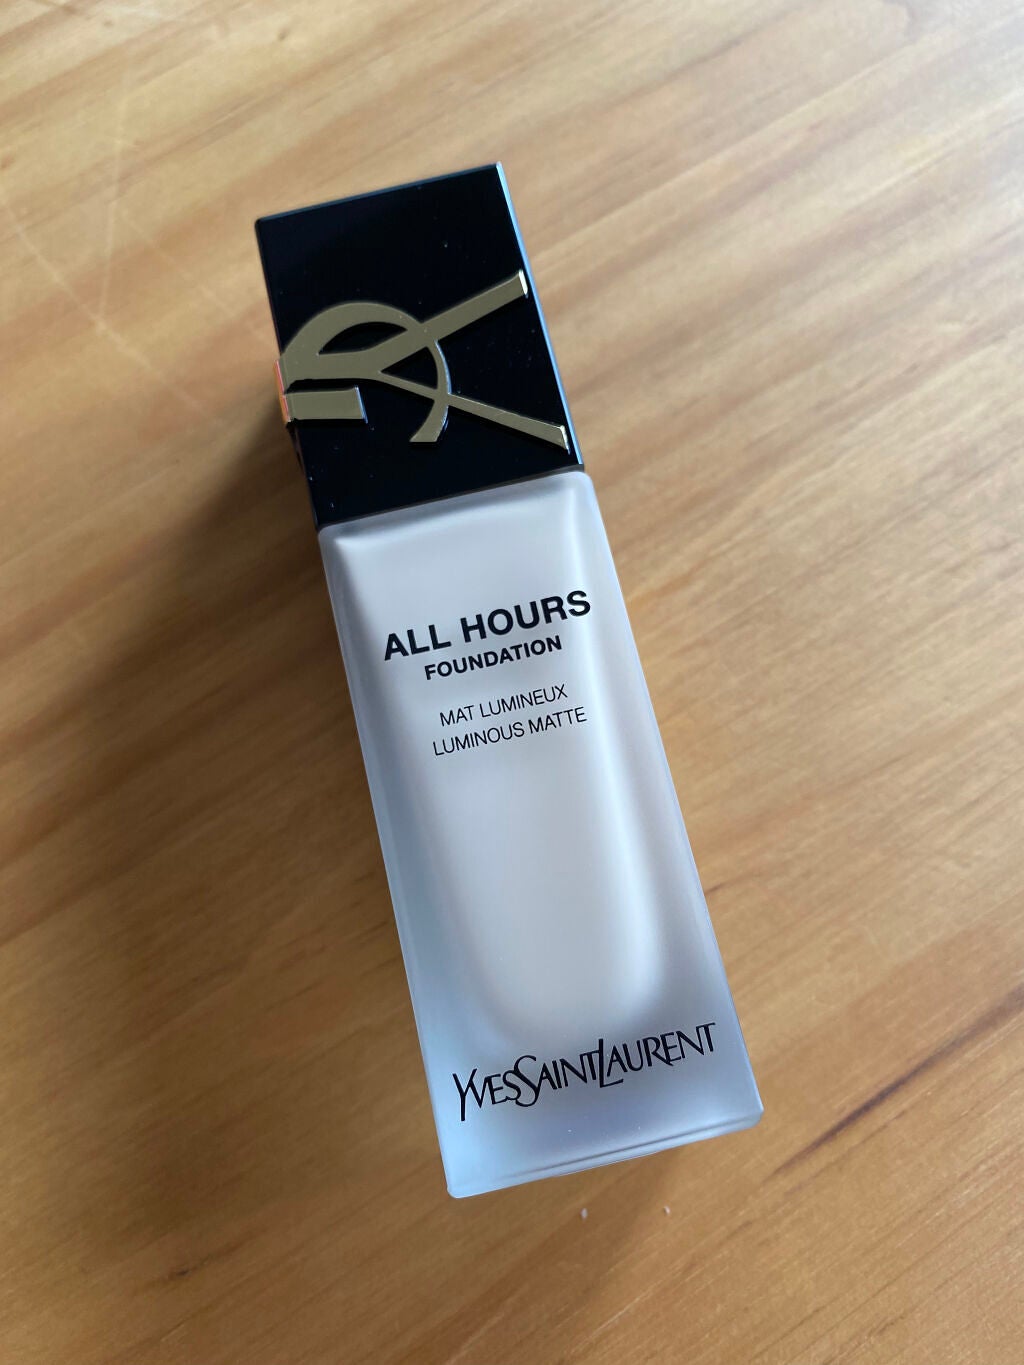 ALL HOURS
FOUNDATION
MAT LUMINEUX
LUMINOUS MATTE
YVESSAINTLAURENT